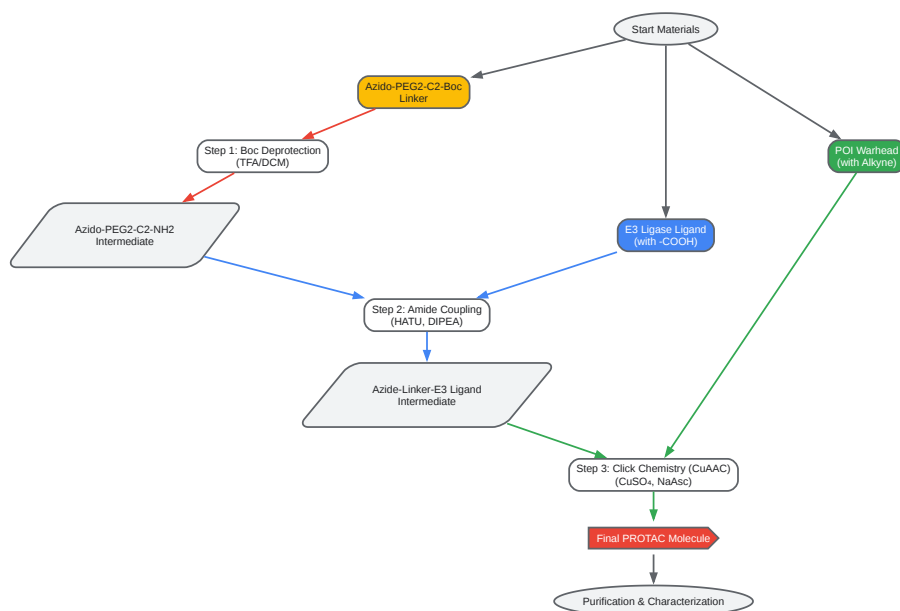 Start Materials
Azido-PEG2-C2-Boc
Linker
Step 1: Boc Deprotection
(TFA/DCM)
POI Warhead
(with Alkyne)
Azido-PEG2-C2-NH2
Intermediate
E3 Ligase Ligand
(with -COOH)
Step 2: Amide Coupling
(HATU, DIPEA)
Azide-Linker-E3 Ligand
Intermediate
Step 3: Click Chemistry (CuAAC)
(CuSO₄, NaAsc)
Final PROTAC Molecule
Purification & Characterization